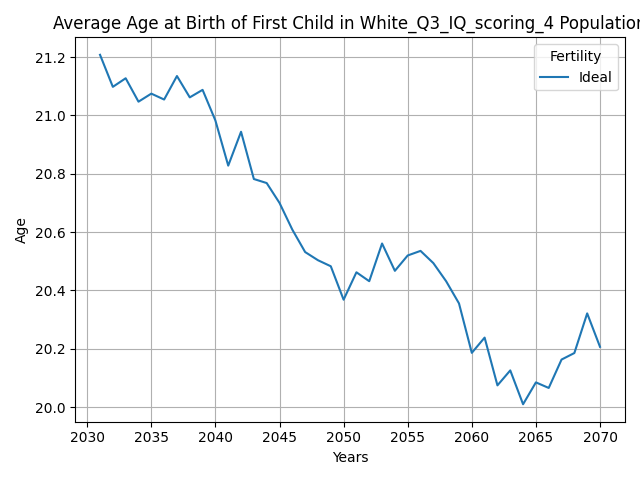 Average Age at Birth of First Child in White_Q3_IQ_scoring_4 Population
Fertility
Ideal
21.2
21.0
20.8
20.6
20.4
20.2
20.0
Age
2030 2035 2040 2045 2050 2055 2060 2065 2070
Years